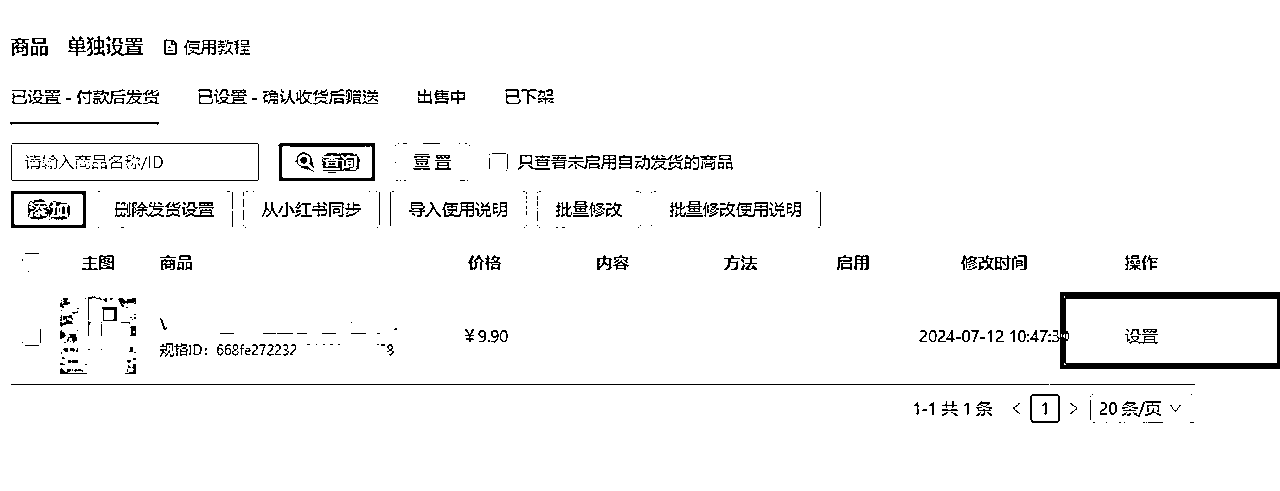 商品 单独设置 使用教程
已设置 - 付款后发货 已设置 - 确认收货后赠送 出售中 已下架
请输入商品名称/ID 查询 重置 只查看未启用自动发货的商品
添加 删除发货设置 从小红书同步 导入使用说明 批量修改 批量修改使用说明
主图 商品 价格 内容 方法 启用 修改时间 操作
¥9.90 2024-07-12 10:47:3 设置
规格ID：668fe272232
1-1 共 1 条 < 1 > 20 条/页